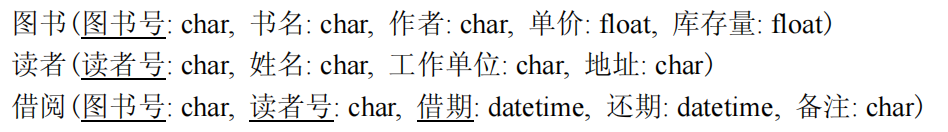 图书(图书号: char, 书名: char, 作者: char, 单价: float, 库存量: float)
读者(读者号: char, 姓名: char, 工作单位: char, 地址: char)
借阅(图书号: char, 读者号: char, 借期: datetime, 还期: datetime, 备注: char)